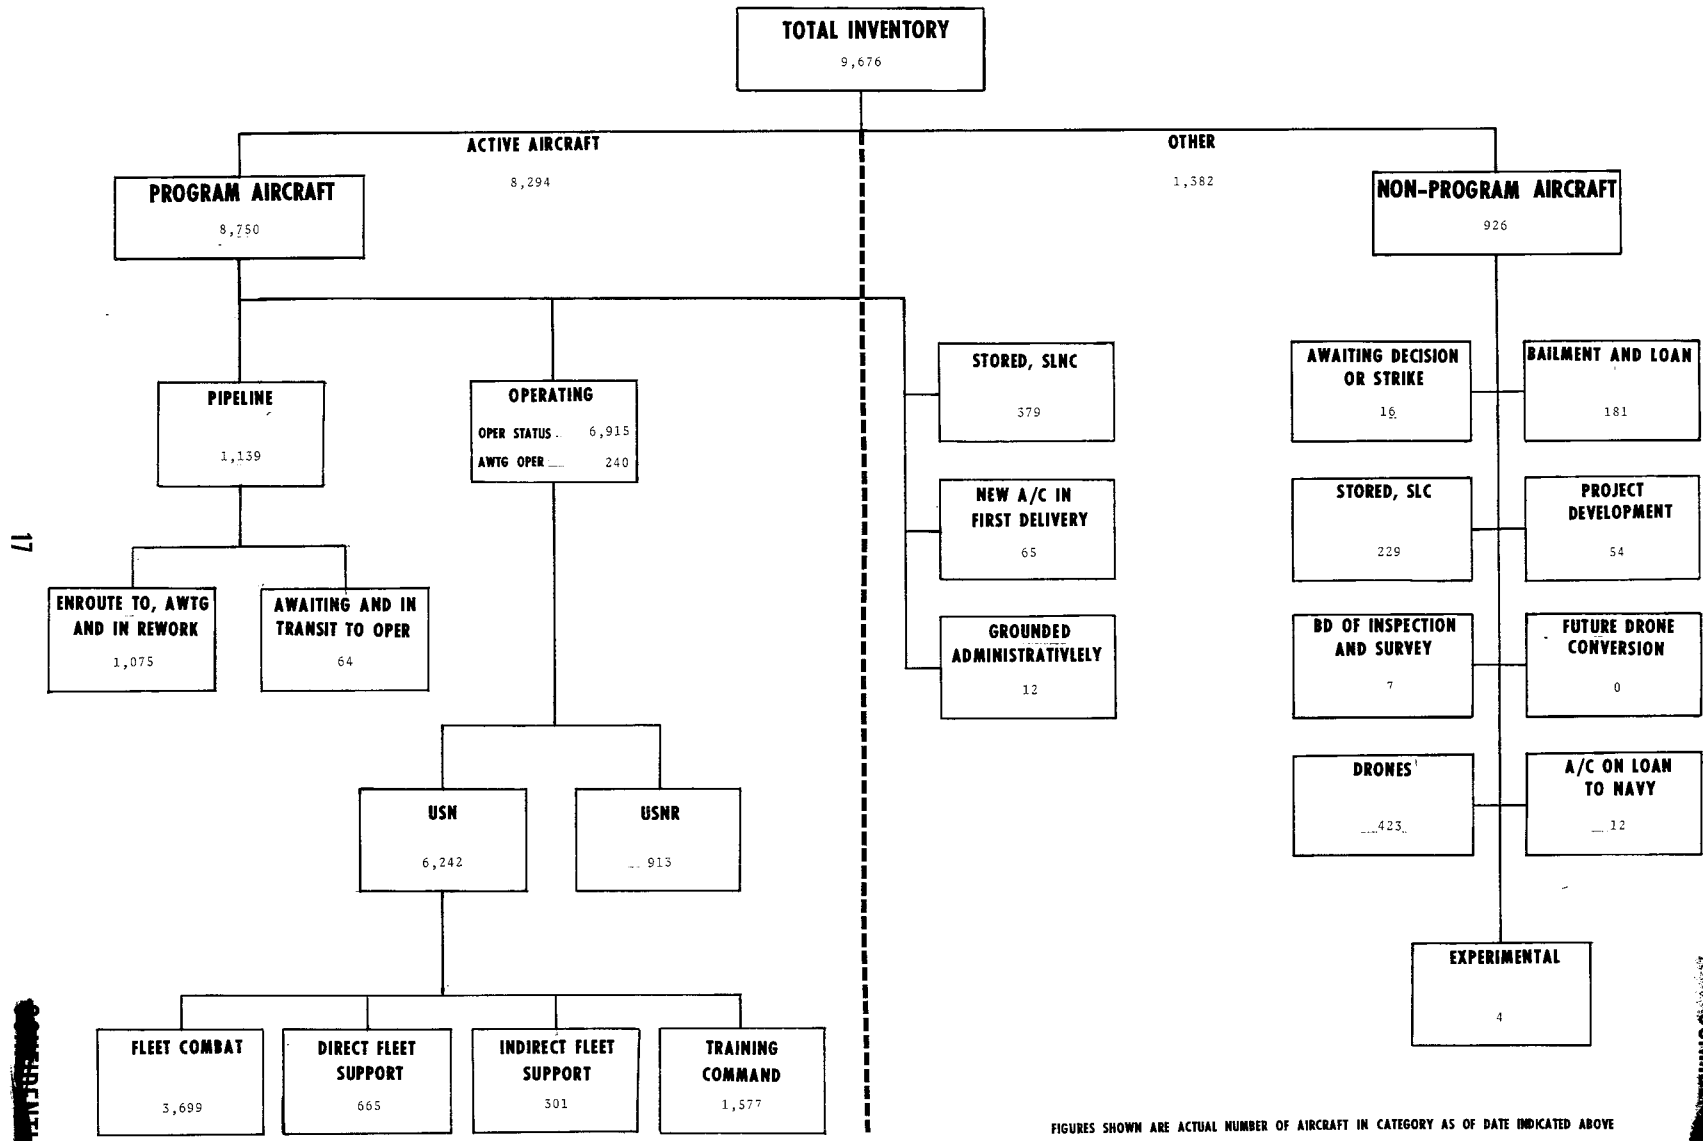 TOTAL INVENTORY
9,676
ACTIVE AIRCRAFT
8,294
OTHER
1,382
PROGRAM AIRCRAFT
8,750
NON-PROGRAM AIRCRAFT
926
PIPELINE
1,139
OPERATING
OPER STATUS 6,915
AWTG OPER 240
STORED, SLNC
379
NEW A/C IN
FIRST DELIVERY
65
GROUNDED
ADMINISTRATIVLELY
12
AWAITING DECISION
OR STRIKE
16
BAILMENT AND LOAN
181
STORED, SLC
229
PROJECT
DEVELOPMENT
54
BD OF INSPECTION
AND SURVEY
7
FUTURE DRONE
CONVERSION
0
DRONES
423
A/C ON LOAN
TO NAVY
12
EXPERIMENTAL
4
ENROUTE TO, AWTG
AND IN REWORK
1,075
AWAITING AND IN
TRANSIT TO OPER
64
USN
6,242
USNR
913
FLEET COMBAT
3,699
DIRECT FLEET
SUPPORT
665
INDIRECT FLEET
SUPPORT
301
TRAINING
COMMAND
1,577
17
FIGURES SHOWN ARE ACTUAL NUMBER OF AIRCRAFT IN CATEGORY AS OF DATE INDICATED ABOVE